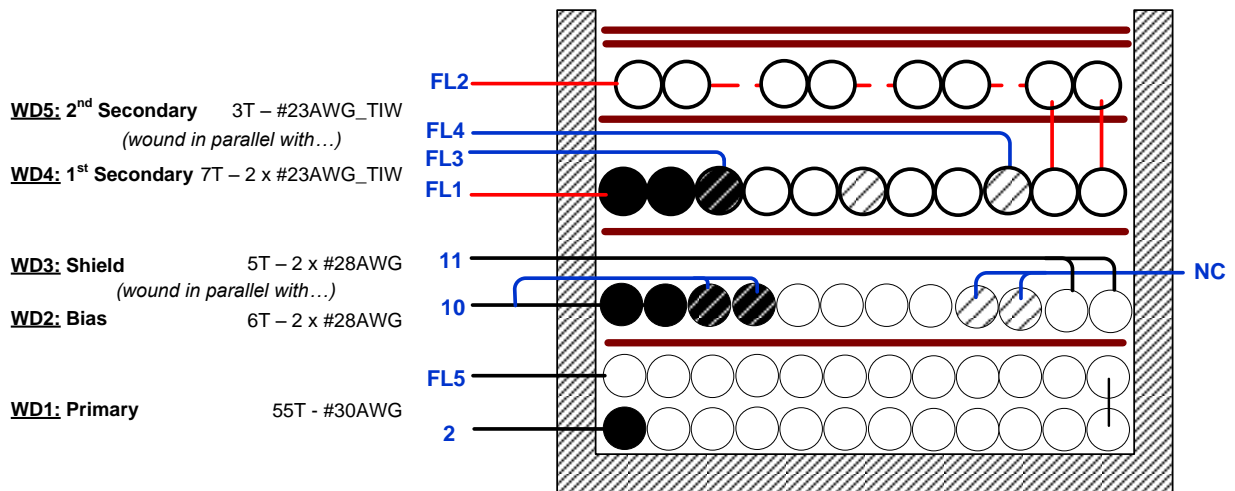 FL2
WD5: 2nd Secondary 3T – #23AWG_TIW
(wound in parallel with…)
FL4
FL3
WD4: 1st Secondary 7T – 2 x #23AWG_TIW
FL1
WD3: Shield 5T – 2 x #28AWG
11
NC
(wound in parallel with…)
10
WD2: Bias 6T – 2 x #28AWG
FL5
WD1: Primary 55T - #30AWG
2